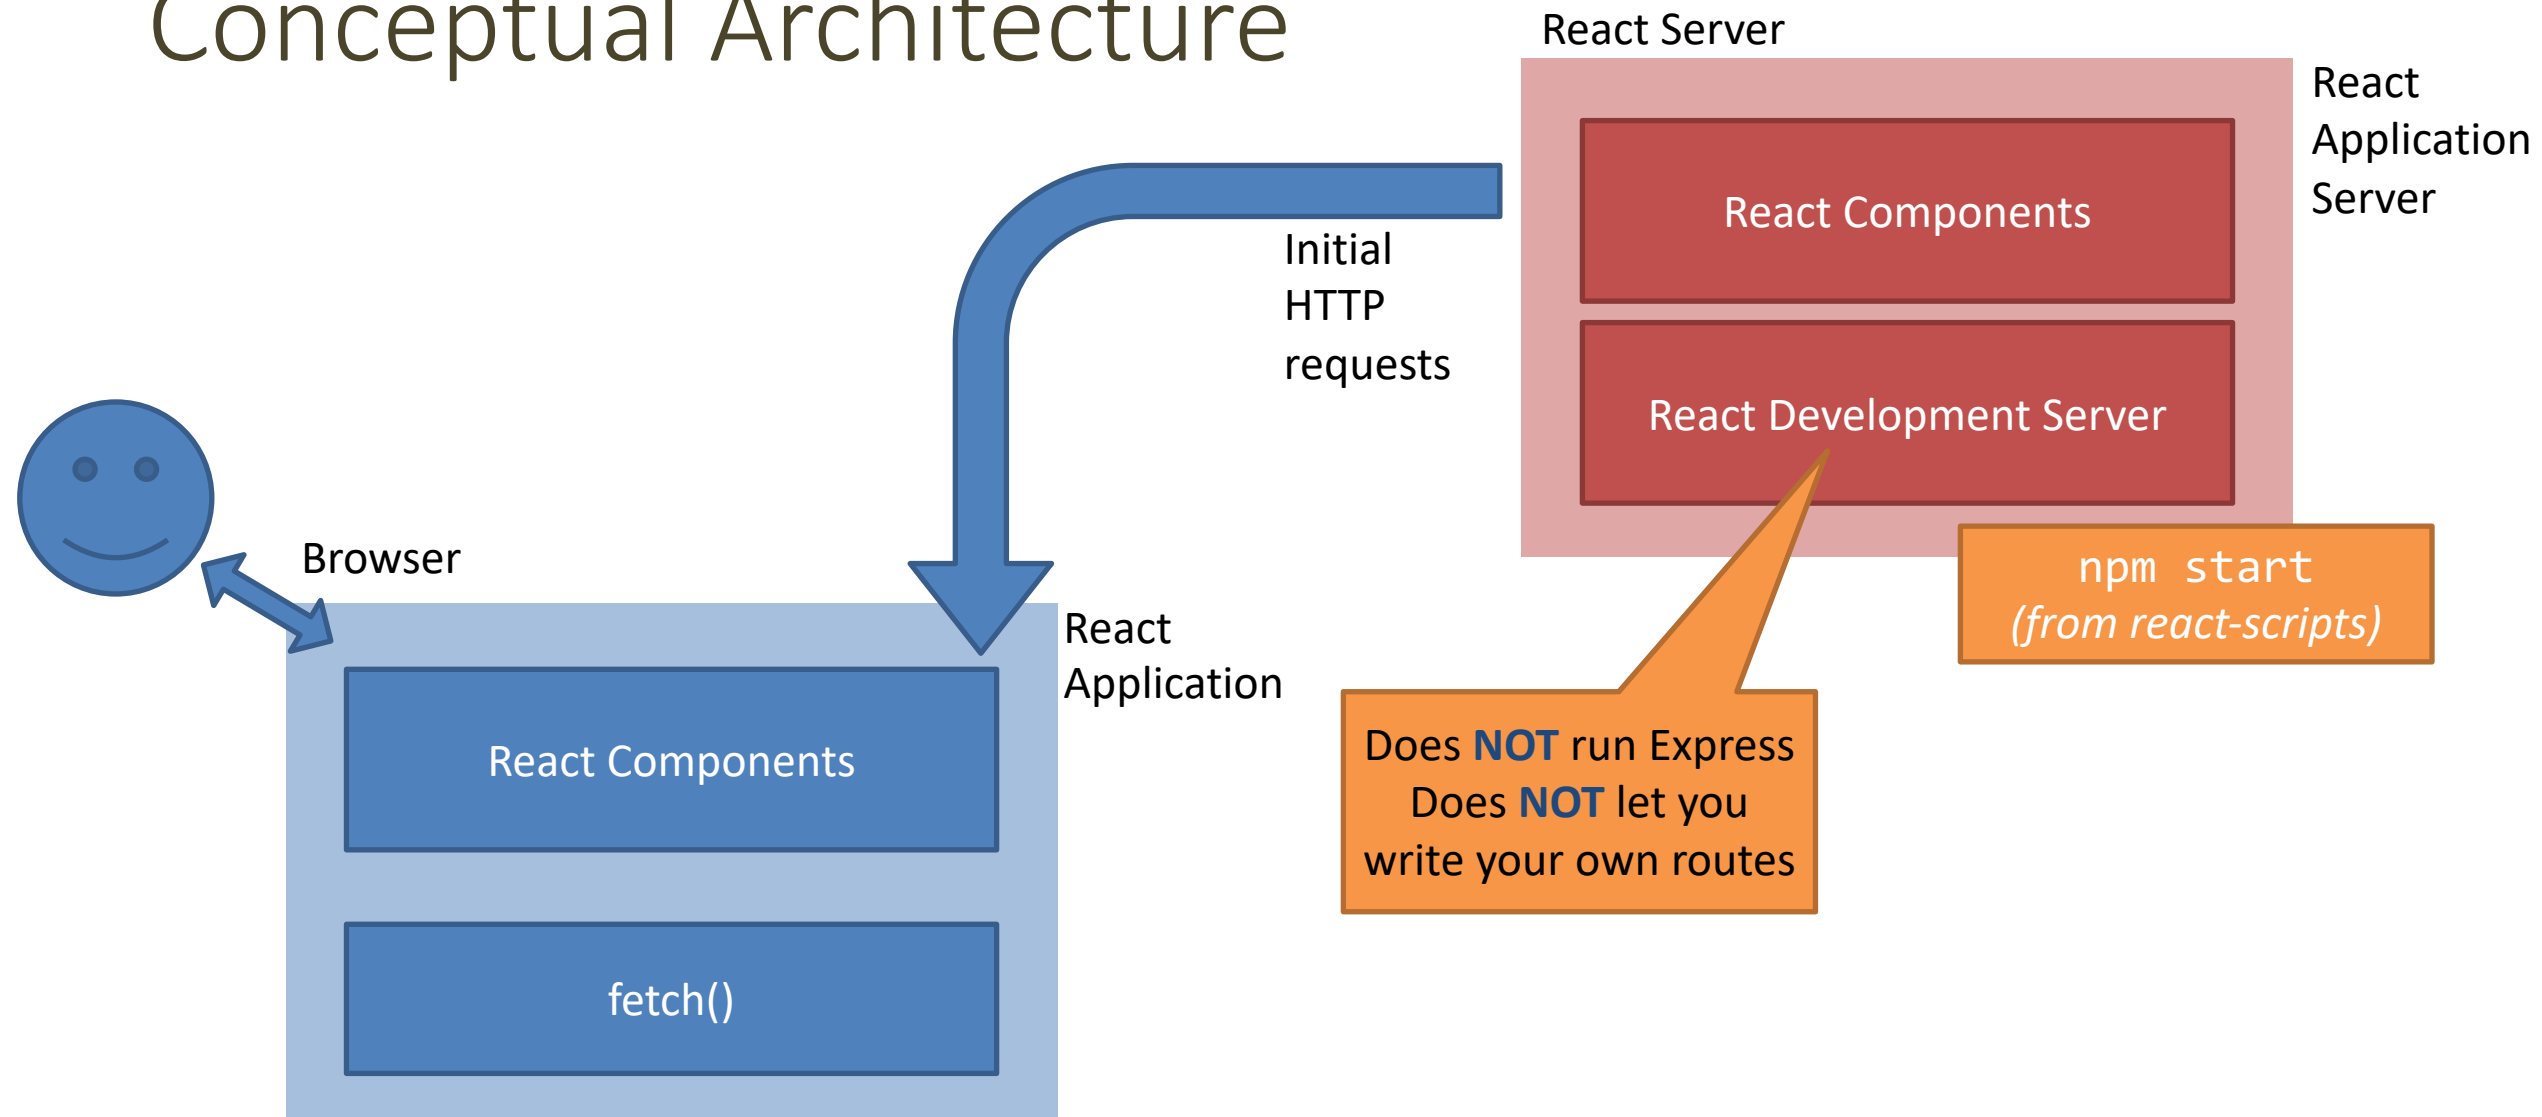 Conceptual Architecture
React Server
React
Application
Server
React Components
Initial
HTTP
requests
React Development Server
Browser
npm start
(from react-scripts)
React
Application
React Components
Does NOT run Express
Does NOT let you
write your own routes
fetch()